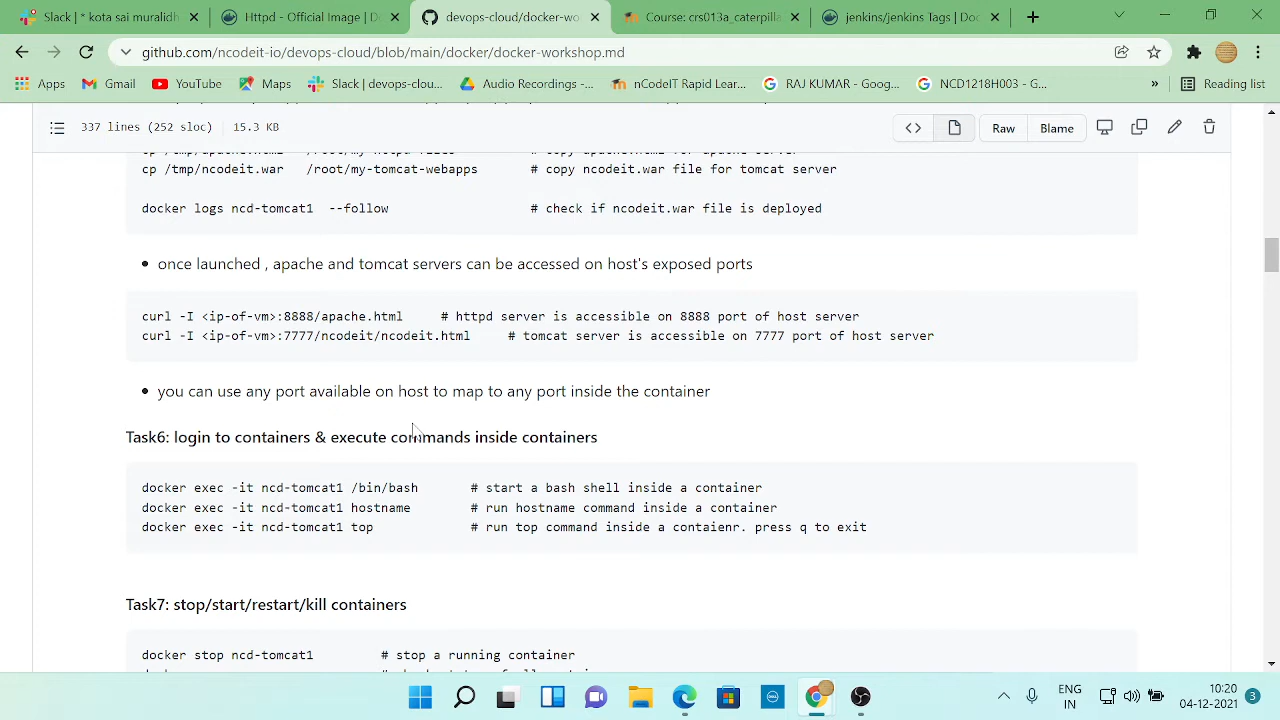 Slack | * kota sai muralidh
Httpd - Official Image | Do
devops-cloud/docker-wo
Course: crs013a_caterpilla
jenkins/jenkins Tags | Doc
github.com/ncodeit-io/devops-cloud/blob/main/docker/docker-workshop.md
Apps
Gmail
YouTube
Maps
Slack | devops-clou...
Audio Recordings -...
nCodeIT Rapid Lear...
RAJ KUMAR - Goog...
NCD1218H003 - G...
»
Reading list
337 lines (252 sloc) 15.3 KB
Raw
Blame
cp /tmp/ncodeit.war /root/my-tomcat-webapps # copy ncodeit.war file for tomcat server
docker logs ncd-tomcat1 --follow # check if ncodeit.war file is deployed
• once launched , apache and tomcat servers can be accessed on host's exposed ports
curl -I <ip-of-vm>:8888/apache.html # httpd server is accessible on 8888 port of host server
curl -I <ip-of-vm>:7777/ncodeit/ncodeit.html # tomcat server is accessible on 7777 port of host server
• you can use any port available on host to map to any port inside the container
Task6: login to containers & execute commands inside containers
docker exec -it ncd-tomcat1 /bin/bash # start a bash shell inside a container
docker exec -it ncd-tomcat1 hostname # run hostname command inside a container
docker exec -it ncd-tomcat1 top # run top command inside a contaienr. press q to exit
Task7: stop/start/restart/kill containers
docker stop ncd-tomcat1 # stop a running container
ENG
IN
10:20
04-12-2021
3